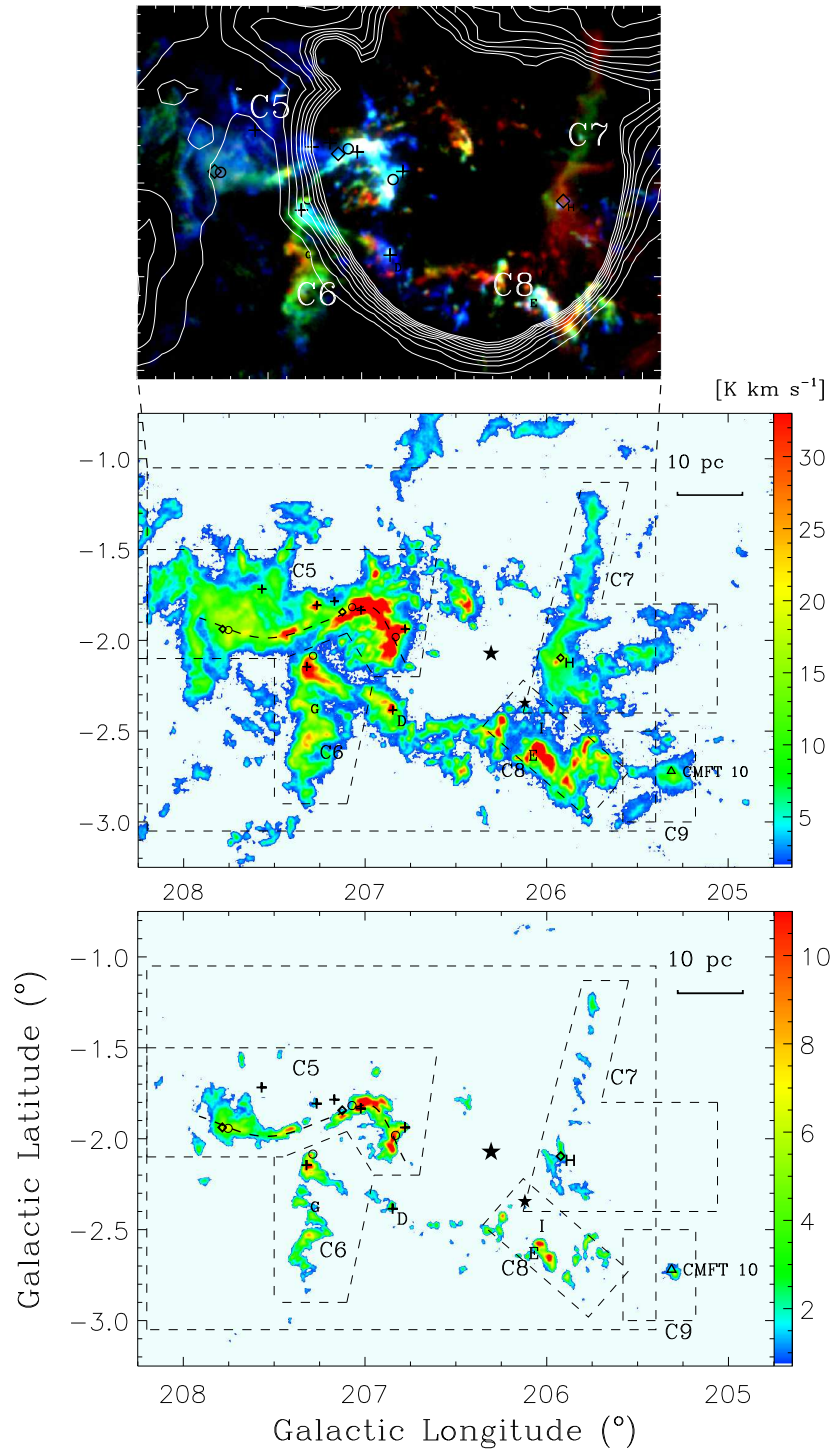 C5
C7
H
G
D
C6
C8
E
[K km s⁻¹]
10 pc
−1.0
−1.5
−2.0
−2.5
−3.0
C5
C7
H
G
D
C6
I
C8
E
CMFT 10
C9
30
25
20
15
10
5
208
207
206
205
10 pc
−1.0
−1.5
−2.0
−2.5
−3.0
C5
C7
H
G
D
C6
I
E
C8
CMFT 10
C9
10
8
6
4
2
208
207
206
205
Galactic Latitude (°)
Galactic Longitude (°)